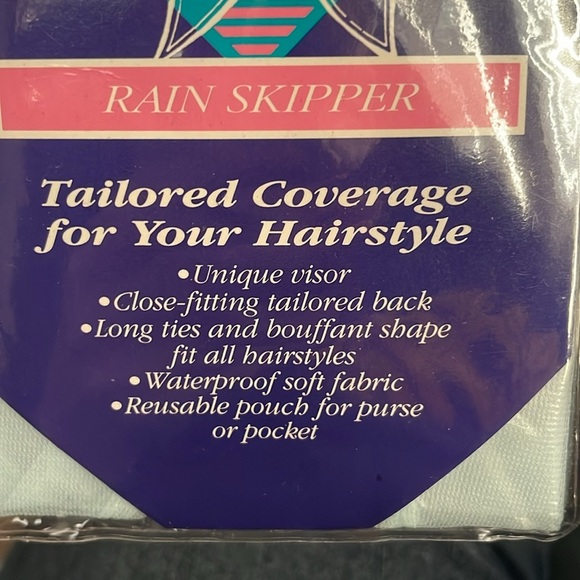 RAIN SKIPPER
Tailored Coverage
for Your Hairstyle
•Unique visor
•Close-fitting tailored back
•Long ties and bouffant shape
fit all hairstyles
•Waterproof soft fabric
•Reusable pouch for purse
or pocket